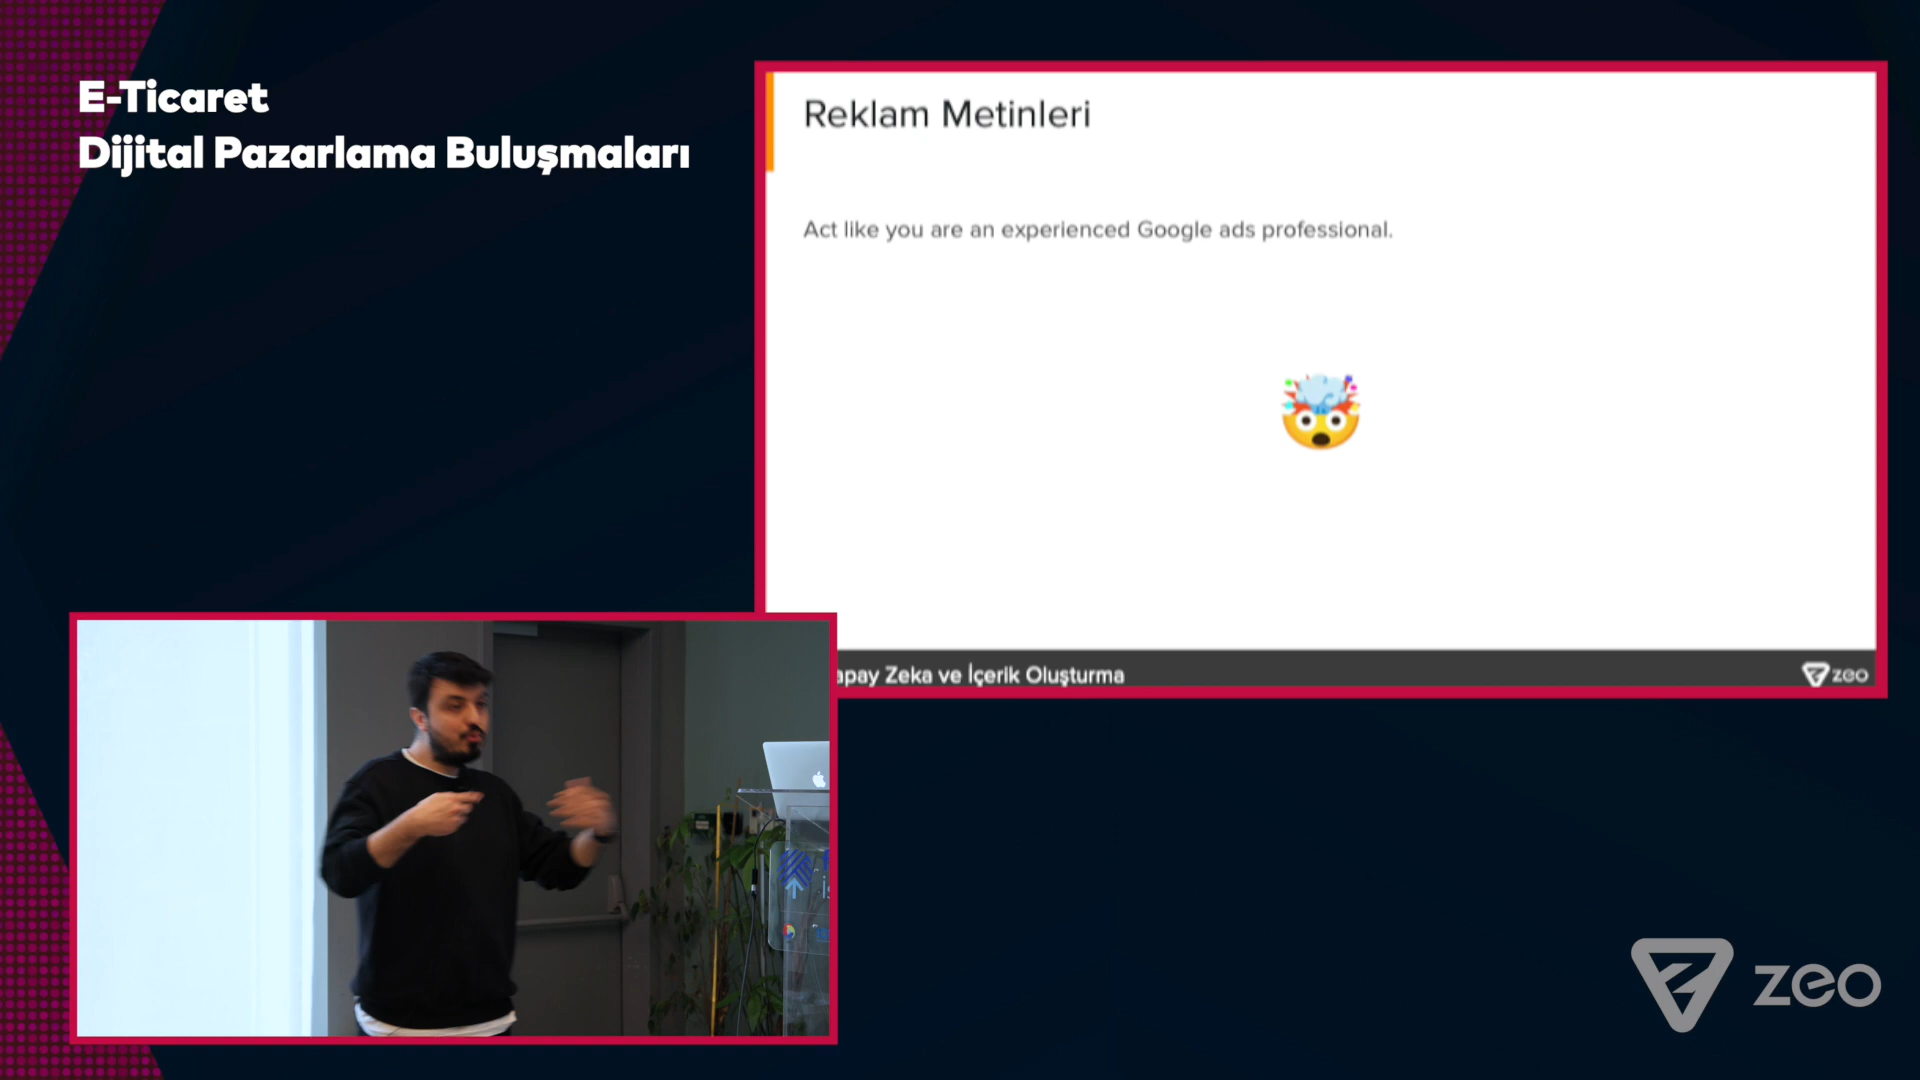 E-Ticaret
Dijital Pazarlama Buluşmaları
Reklam Metinleri
Act like you are an experienced Google ads professional.
apay Zeka ve İçerik Oluşturma
zeo
zeo